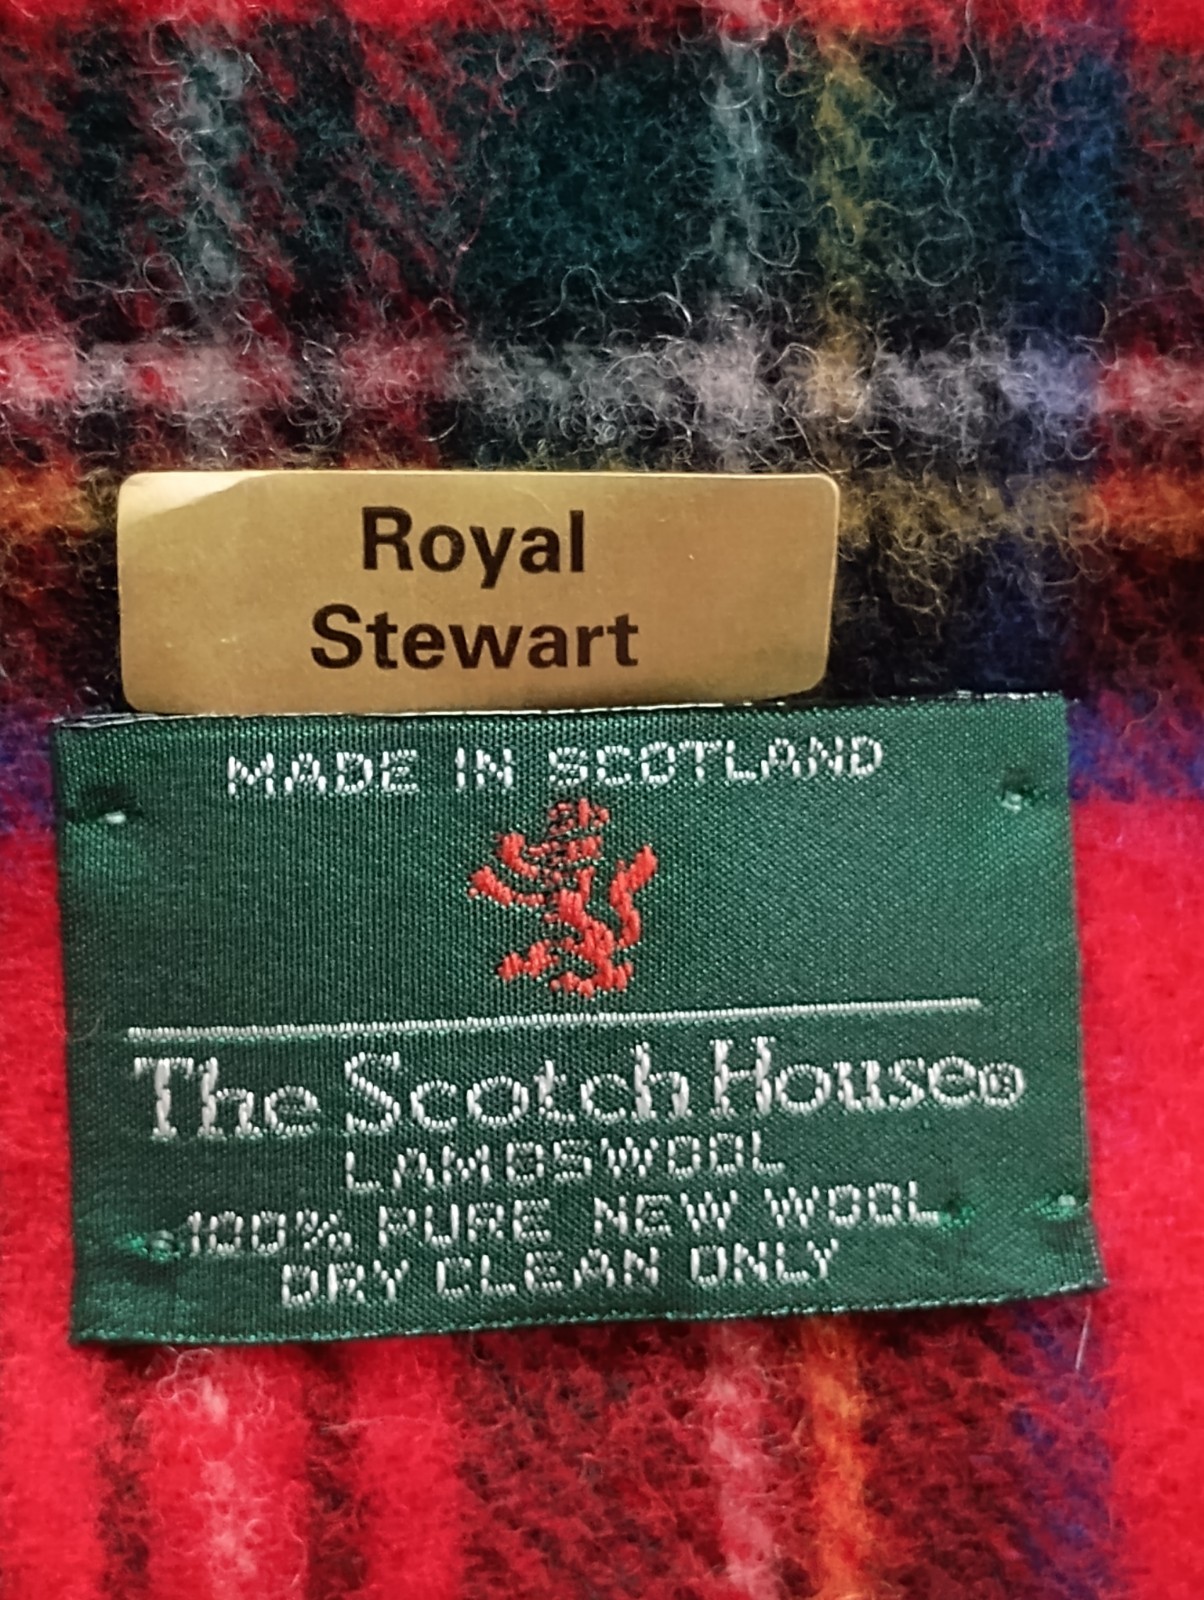 Royal
Stewart
MADE IN SCOTLAND
The Scotch House®
LAMBSWOOL
100% PURE NEW WOOL
DRY CLEAN ONLY